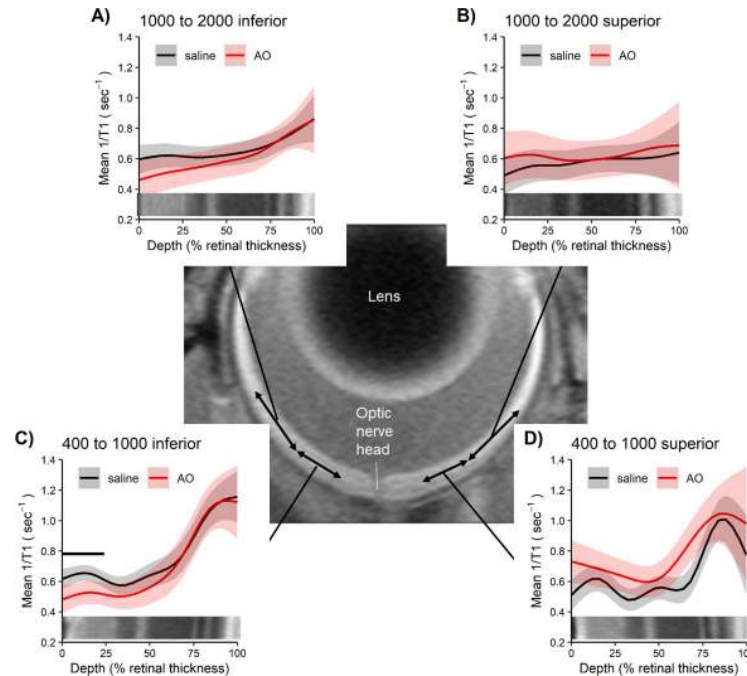 A) 1000 to 2000 inferior
saline AO
Mean 1/T1 ( sec⁻¹)
1.4
1.2
1.0
0.8
0.6
0.4
0.2
0 25 50 75 100
Depth (% retinal thickness)
B) 1000 to 2000 superior
saline AO
Mean 1/T1 ( sec⁻¹)
1.4
1.2
1.0
0.8
0.6
0.4
0.2
0 25 50 75 100
Depth (% retinal thickness)
Lens
Optic
nerve
head
C) 400 to 1000 inferior
saline AO
Mean 1/T1 ( sec⁻¹)
1.4
1.2
1.0
0.8
0.6
0.4
0.2
0 25 50 75 100
Depth (% retinal thickness)
D) 400 to 1000 superior
saline AO
Mean 1/T1 ( sec⁻¹)
1.4
1.2
1.0
0.8
0.6
0.4
0.2
0 25 50 75 100
Depth (% retinal thickness)